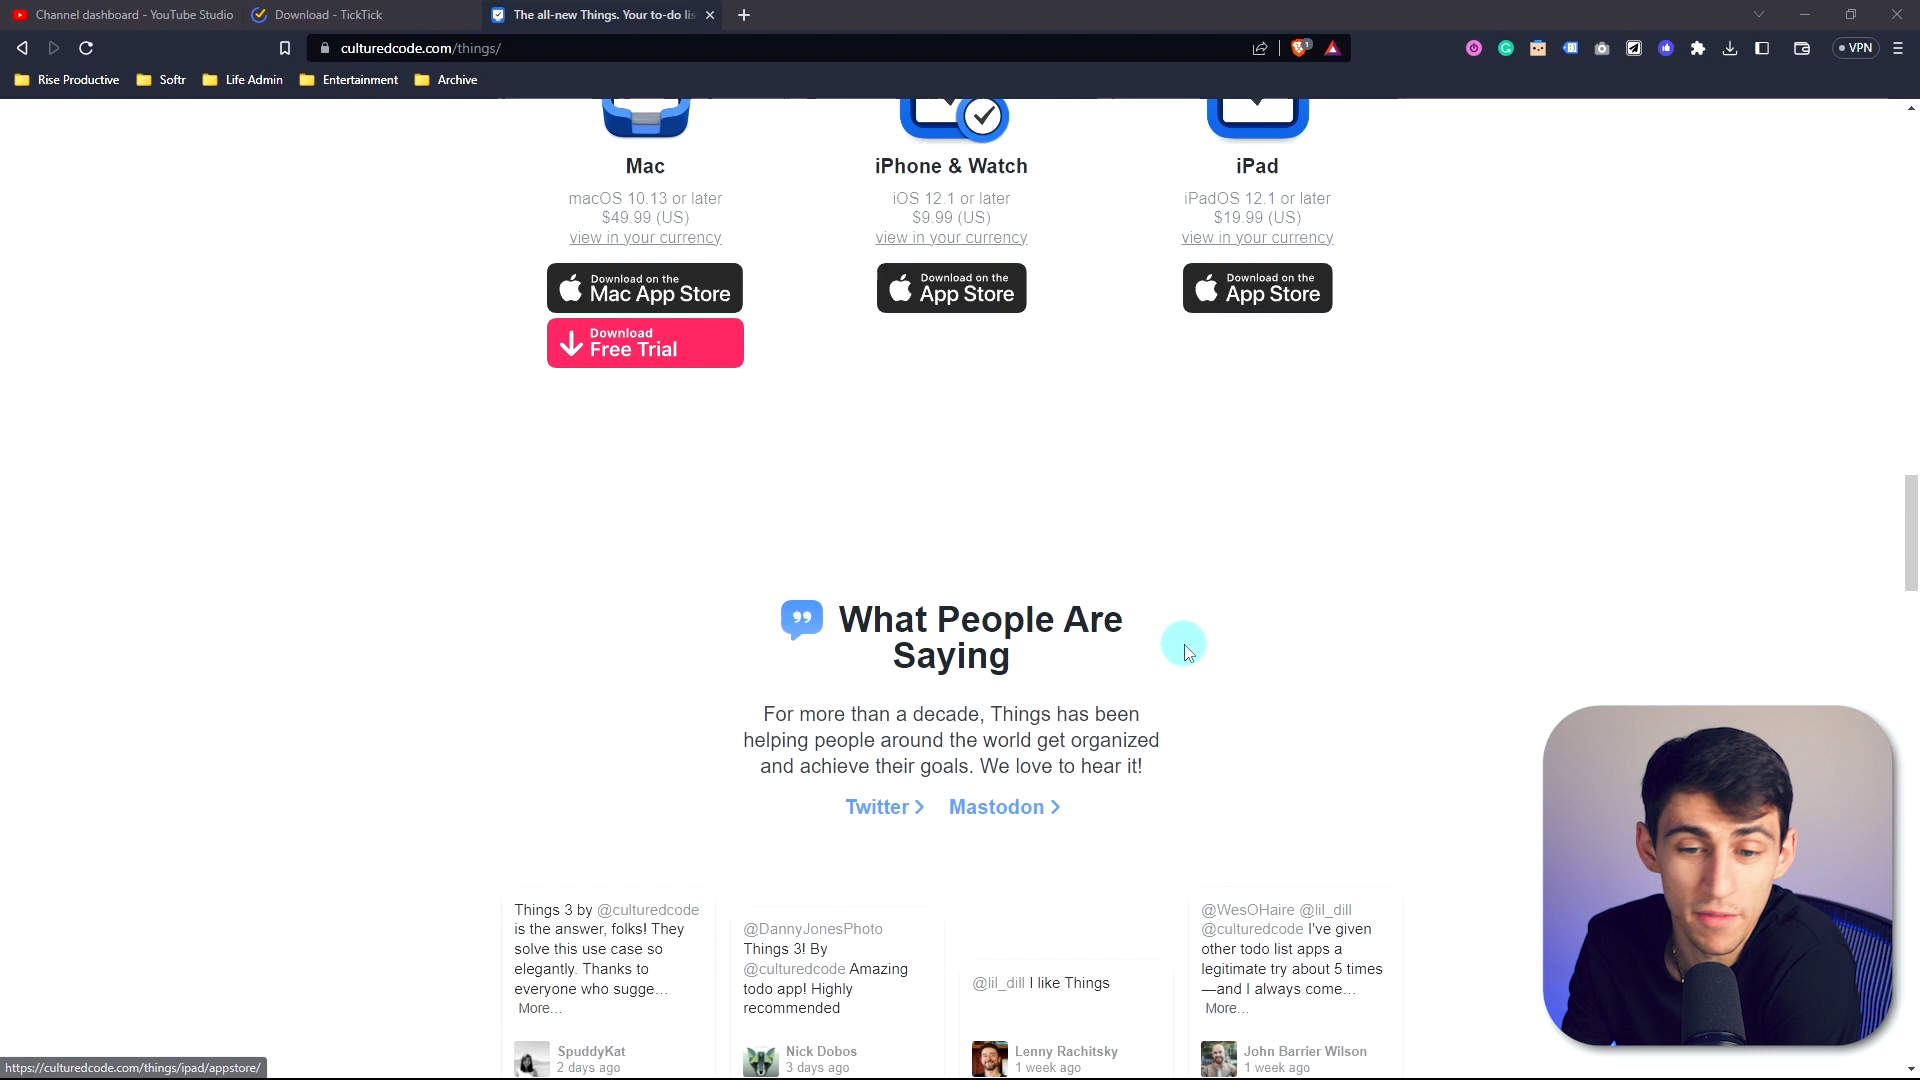 Channel dashboard - YouTube Studio
Download - TickTick
The all-new Things. Your to-do lis
culturedcode.com/things/
1
VPN
Rise Productive
Softr
Life Admin
Entertainment
Archive
Mac
macOS 10.13 or later
$49.99 (US)
view in your currency
Download on the
Mac App Store
Download
Free Trial
iPhone & Watch
iOS 12.1 or later
$9.99 (US)
view in your currency
Download on the
App Store
iPad
iPadOS 12.1 or later
$19.99 (US)
view in your currency
Download on the
App Store
What People Are
Saying
For more than a decade, Things has been
helping people around the world get organized
and achieve their goals. We love to hear it!
Twitter >
Mastodon >
Things 3 by @culturedcode
is the answer, folks! They
solve this use case so
elegantly. Thanks to
everyone who sugge...
More...
SpuddyKat
2 days ago
@DannyJonesPhoto
Things 3! By
@culturedcode Amazing
todo app! Highly
recommended
Nick Dobos
3 days ago
@lil_dill I like Things
Lenny Rachitsky
1 week ago
@WesOHaire @lil_dill
@culturedcode I've given
other todo list apps a
legitimate try about 5 times
—and I always come...
More...
John Barrier Wilson
1 week ago
https://culturedcode.com/things/ipad/appstore/